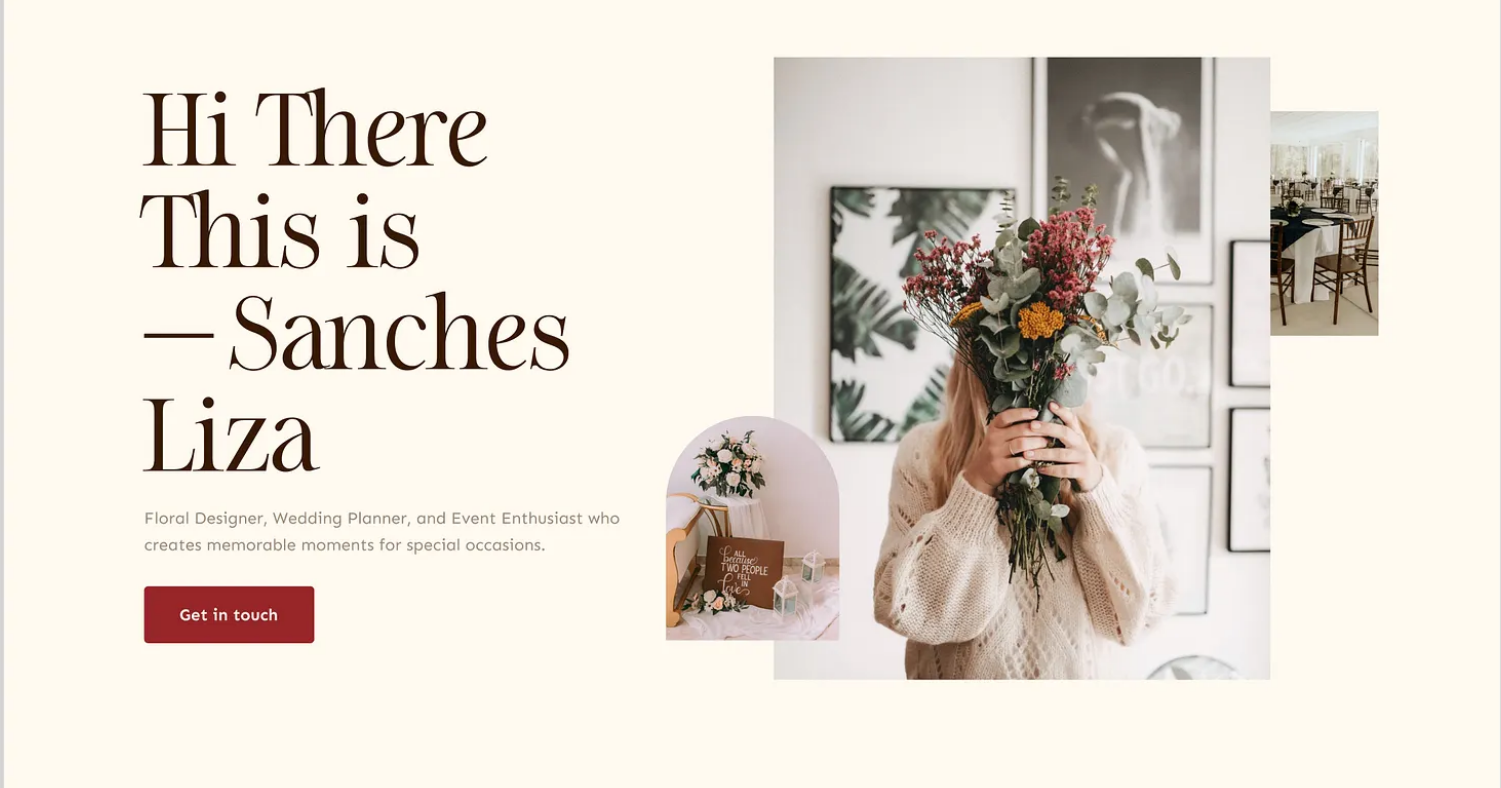 Hi There
This is
— Sanches
Liza
Floral Designer, Wedding Planner, and Event Enthusiast who
creates memorable moments for special occasions.
Get in touch
ALL
because
TWO PEOPLE
FELL
IN
love
GO.